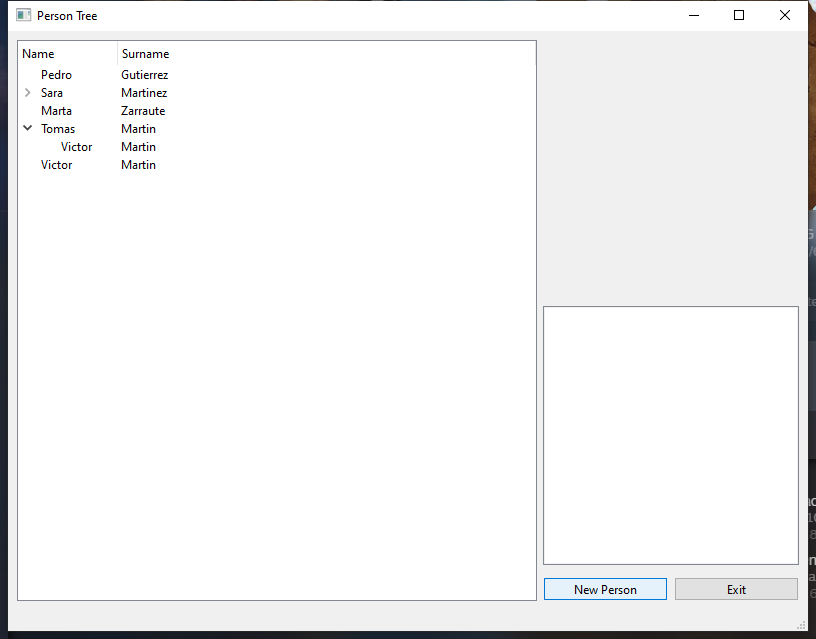 Person Tree
Name Surname
Pedro Gutierrez
Sara Martinez
Marta Zarraute
Tomas Martin
Victor Martin
Victor Martin
New Person Exit